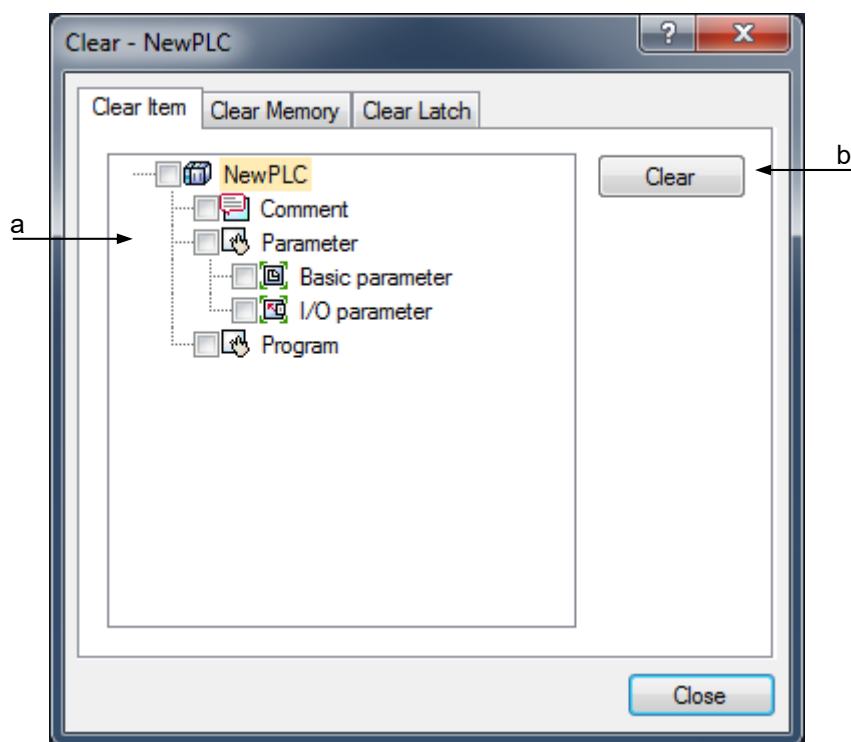 Clear - NewPLC
?
X
Clear Item
Clear Memory
Clear Latch
NewPLC
Comment
Parameter
Basic parameter
I/O parameter
Program
Clear
a
b
Close